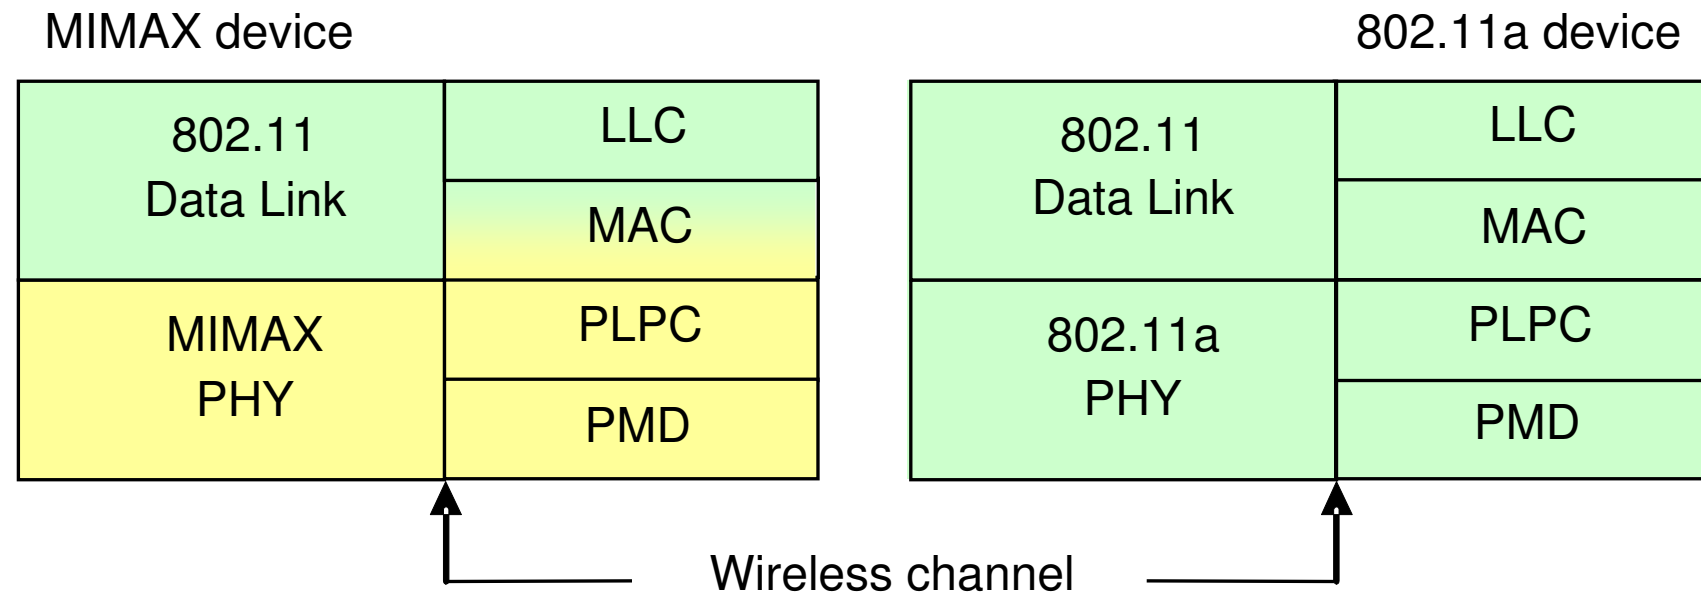 MIMAX device
802.11a device
802.11
Data Link
LLC
MAC
MIMAX
PHY
PLPC
PMD
802.11
Data Link
LLC
MAC
802.11a
PHY
PLPC
PMD
Wireless channel